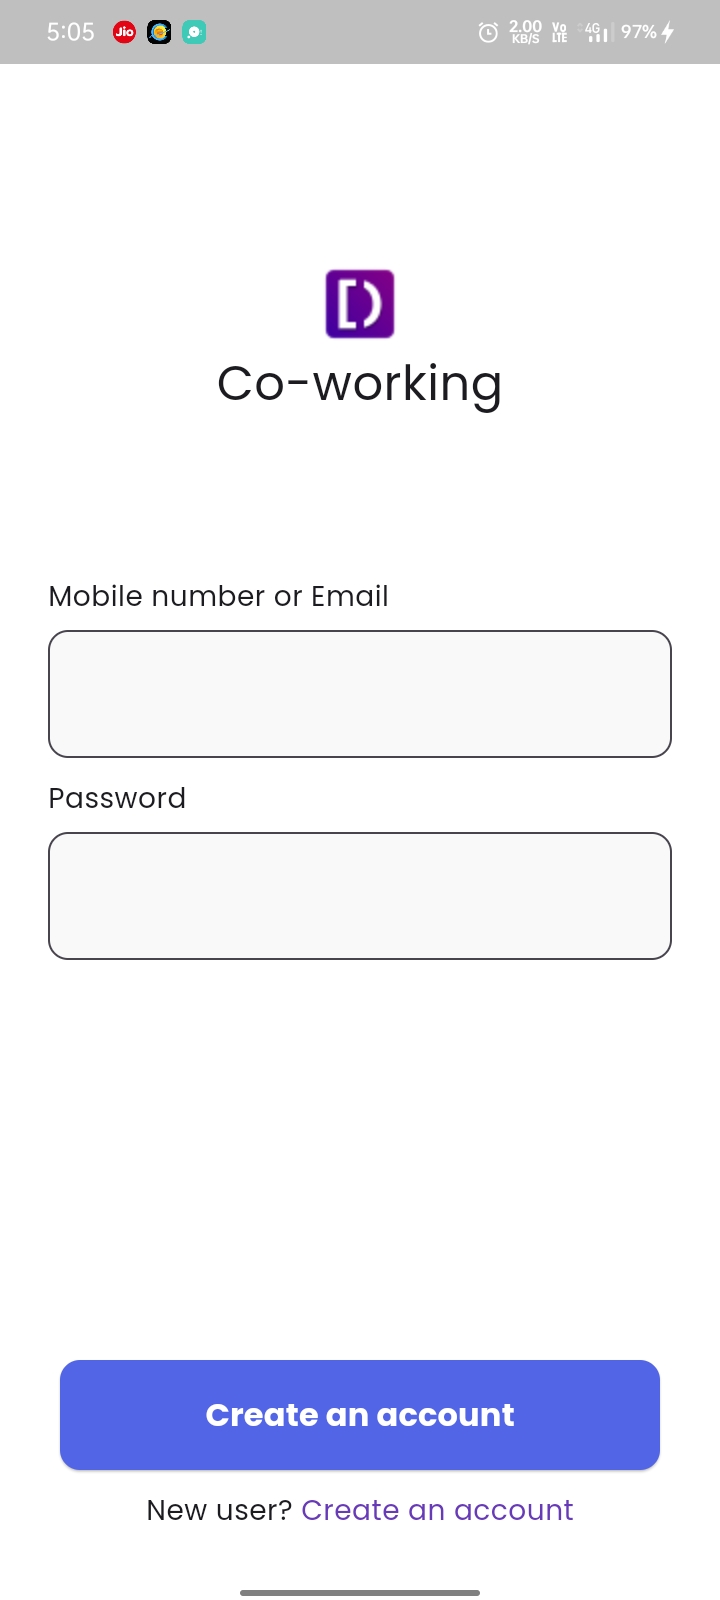 5:05 Jio 2.00 KB/S Vo LTE 4G 97%
Co-working
Mobile number or Email
Password
Create an account
New user? Create an account